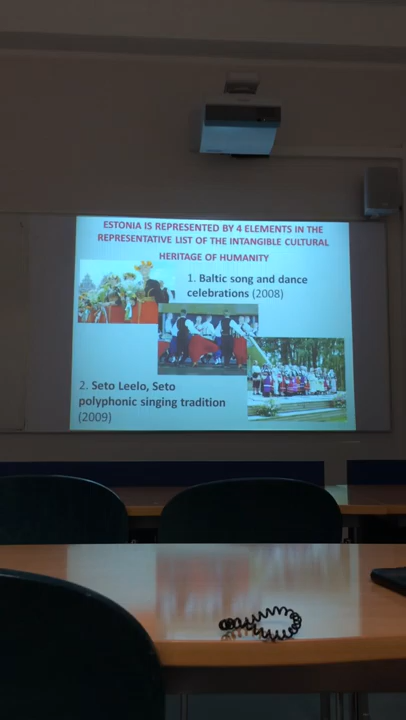 ESTONIA IS REPRESENTED BY 4 ELEMENTS IN THE
REPRESENTATIVE LIST OF THE INTANGIBLE CULTURAL
HERITAGE OF HUMANITY
1. Baltic song and dance
celebrations (2008)
2. Seto Leelo, Seto
polyphonic singing tradition
(2009)